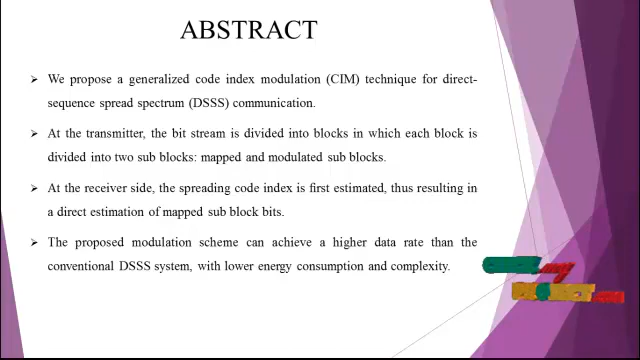 ABSTRACT
We propose a generalized code index modulation (CIM) technique for direct-
sequence spread spectrum (DSSS) communication.
At the transmitter, the bit stream is divided into blocks in which each block is
divided into two sub blocks: mapped and modulated sub blocks.
At the receiver side, the spreading code index is first estimated, thus resulting in
a direct estimation of mapped sub block bits.
The proposed modulation scheme can achieve a higher data rate than the
conventional DSSS system, with lower energy consumption and complexity.